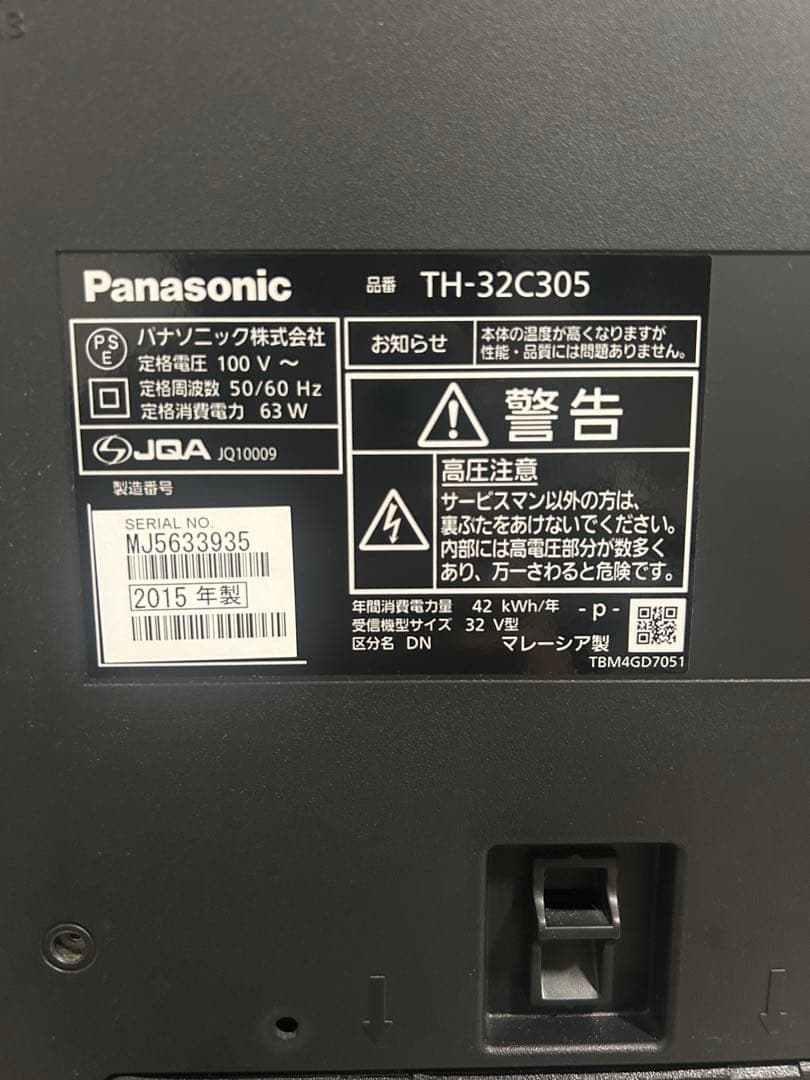 Panasonic 品番 TH-32C305
PS
E
パナソニック株式会社
定格電圧 100 V ～
定格周波数 50/60 Hz
定格消費電力 63 W
JQA JQ10009
お知らせ
本体の温度が高くなりますが
性能・品質には問題ありません。
警告
高圧注意
サービスマン以外の方は、
裏ぶたをあけないでください。
内部には高電圧部分が数多く
あり、万一さわると危険です。
製造番号
SERIAL NO.
MJ5633935
2015 年製
年間消費電力量 42 kWh/年 -p-
受信機型サイズ 32 V型
区分名 DN マレーシア製
TBM4GD7051